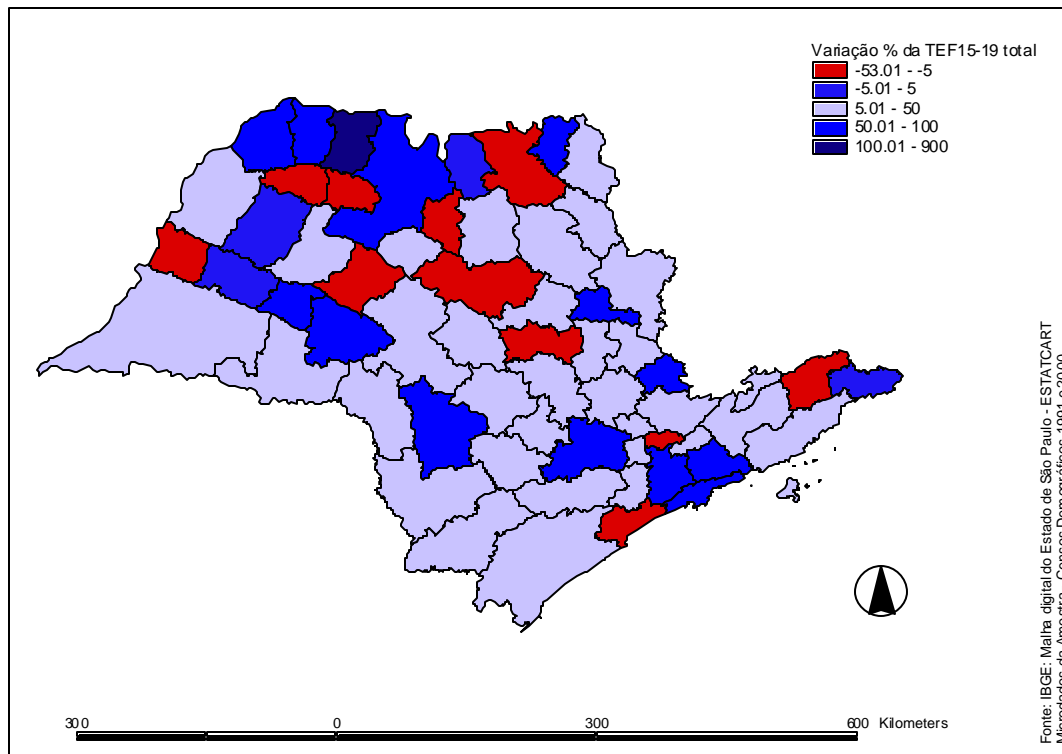 Variação % da TEF15-19 total
-53.01 - -5
-5.01 - 5
5.01 - 50
50.01 - 100
100.01 - 900
300 0 300 600 Kilometers
Fonte: IBGE: Malha digital do Estado de São Paulo - ESTATCART